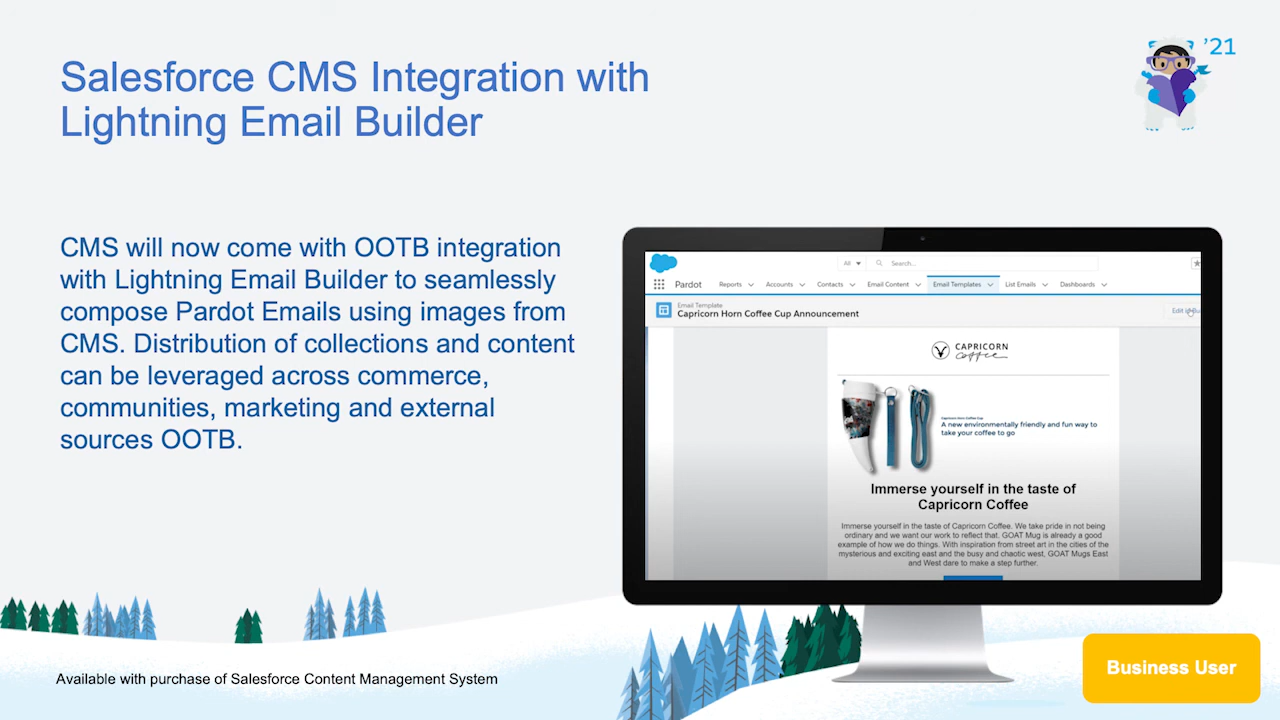 Salesforce CMS Integration with
Lightning Email Builder
'21
CMS will now come with OOTB integration
with Lightning Email Builder to seamlessly
compose Pardot Emails using images from
CMS. Distribution of collections and content
can be leveraged across commerce,
communities, marketing and external
sources OOTB.
All Search...
Pardot Reports Accounts Contacts Email Content Email Templates List Emails Dashboards
Email Template
Capricorn Horn Coffee Cup Announcement
Edit in
CAPRICORN
coffee
Capricorn Horn Coffee Cup
A new environmentally friendly and fun way to
take your coffee to go
Immerse yourself in the taste of
Capricorn Coffee
Immerse yourself in the taste of Capricorn Coffee. We take pride in not being
ordinary and we want our work to reflect that. GOAT Mug is already a good
example of how we do things. With inspiration from street art in the cities of the
mysterious and exciting east and the busy and chaotic west, GOAT Mugs East
and West dare to make a step further.
Available with purchase of Salesforce Content Management System
Business User